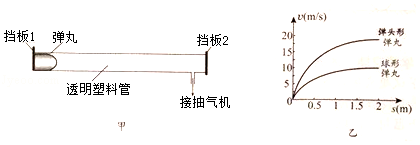 挡板1 弹丸 挡板2
透明塑料管
接抽气机
甲
v(m/s)
20
15
10
5
0
0.5 1 1.5 2 s(m)
弹头形
弹丸
球形
弹丸
乙